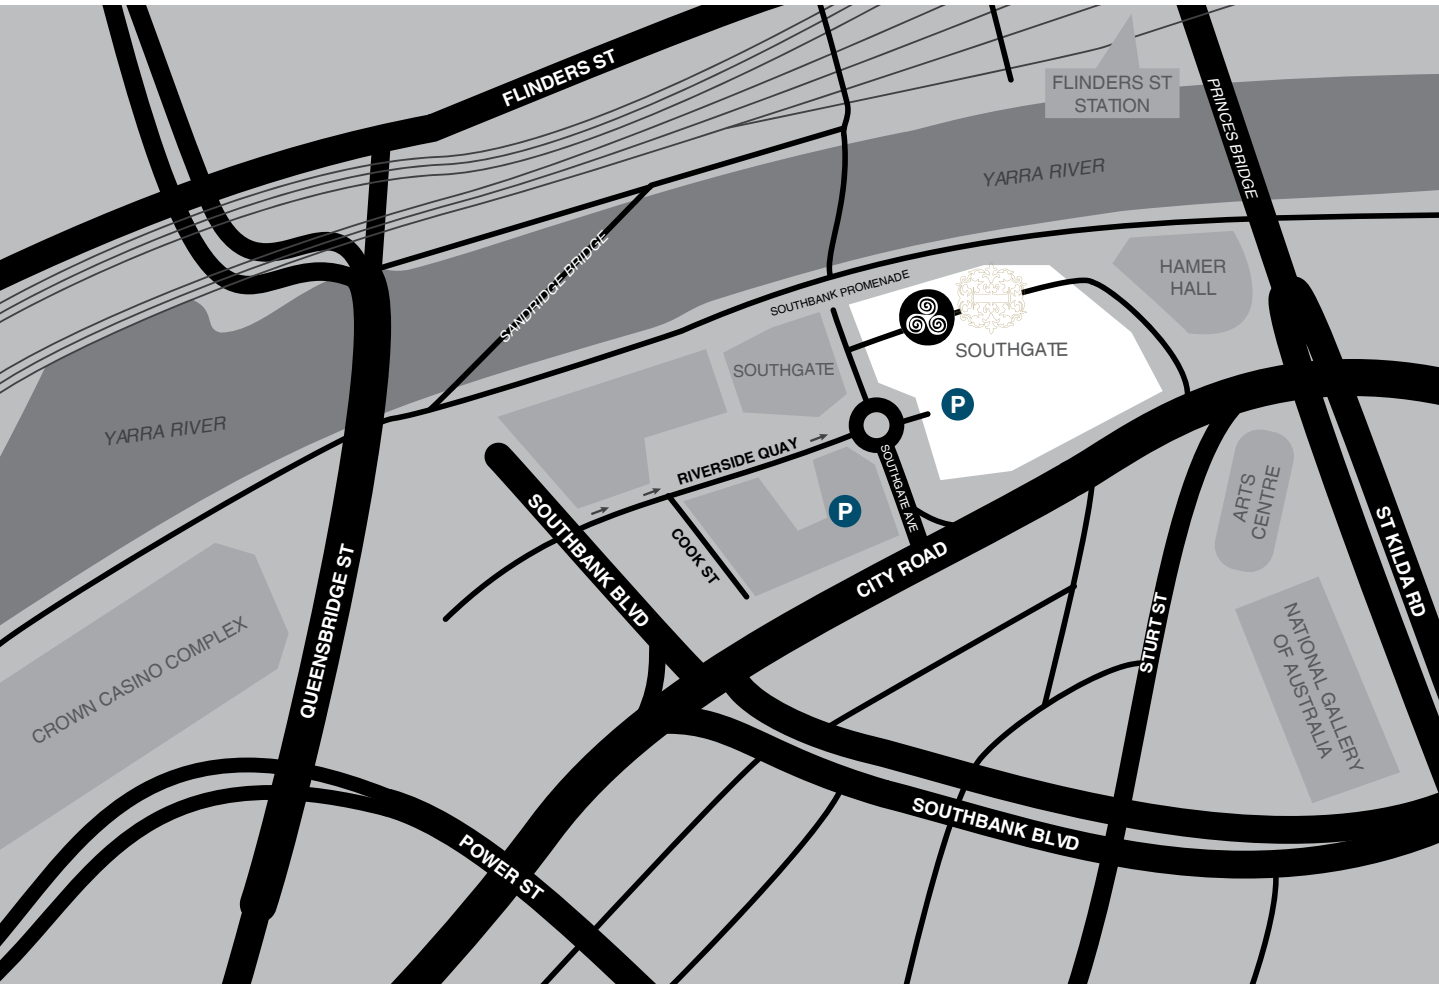 FLINDERS ST
FLINDERS ST
STATION
PRINCES BRIDGE
YARRA RIVER
SANDRIDGE BRIDGE
SOUTHBANK PROMENADE
HAMER
HALL
SOUTHGATE
SOUTHGATE
P
YARRA RIVER
RIVERSIDE QUAY
SOUTHGATE AVE
P
ARTS
CENTRE
ST KILDA RD
SOUTHBANK BLVD
COOK ST
CITY ROAD
QUEENSBRIDGE ST
STURT ST
CROWN CASINO COMPLEX
NATIONAL GALLERY
OF AUSTRALIA
SOUTHBANK BLVD
POWER ST